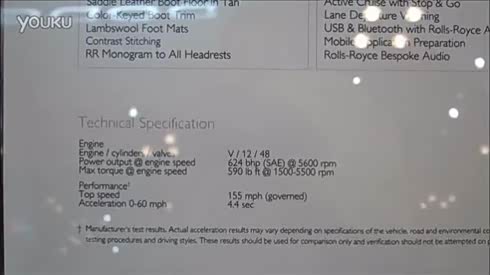 YOUKU
Saddle Leather Boot Floor in Tan
Color-Keyed Boot Trim
Lambswool Foot Mats
Contrast Stitching
RR Monogram to All Headrests
Active Cruise with Stop & Go
Lane Departure Warning
USB & Bluetooth with Rolls-Royce A
Mobile Application Preparation
Rolls-Royce Bespoke Audio
Technical Specification
Engine
Engine / cylinders / valves V / 12 / 48
Power output @ engine speed 624 bhp (SAE) @ 5600 rpm
Max torque @ engine speed 590 lb ft @ 1500-5500 rpm
Performance†
Top speed 155 mph (governed)
Acceleration 0-60 mph 4.4 sec
† Manufacturer's test results. Actual acceleration results may vary depending on specifications of the vehicle, road and environmental co
testing procedures and driving styles. These results should be used for comparison only and verification should not be attempted on p